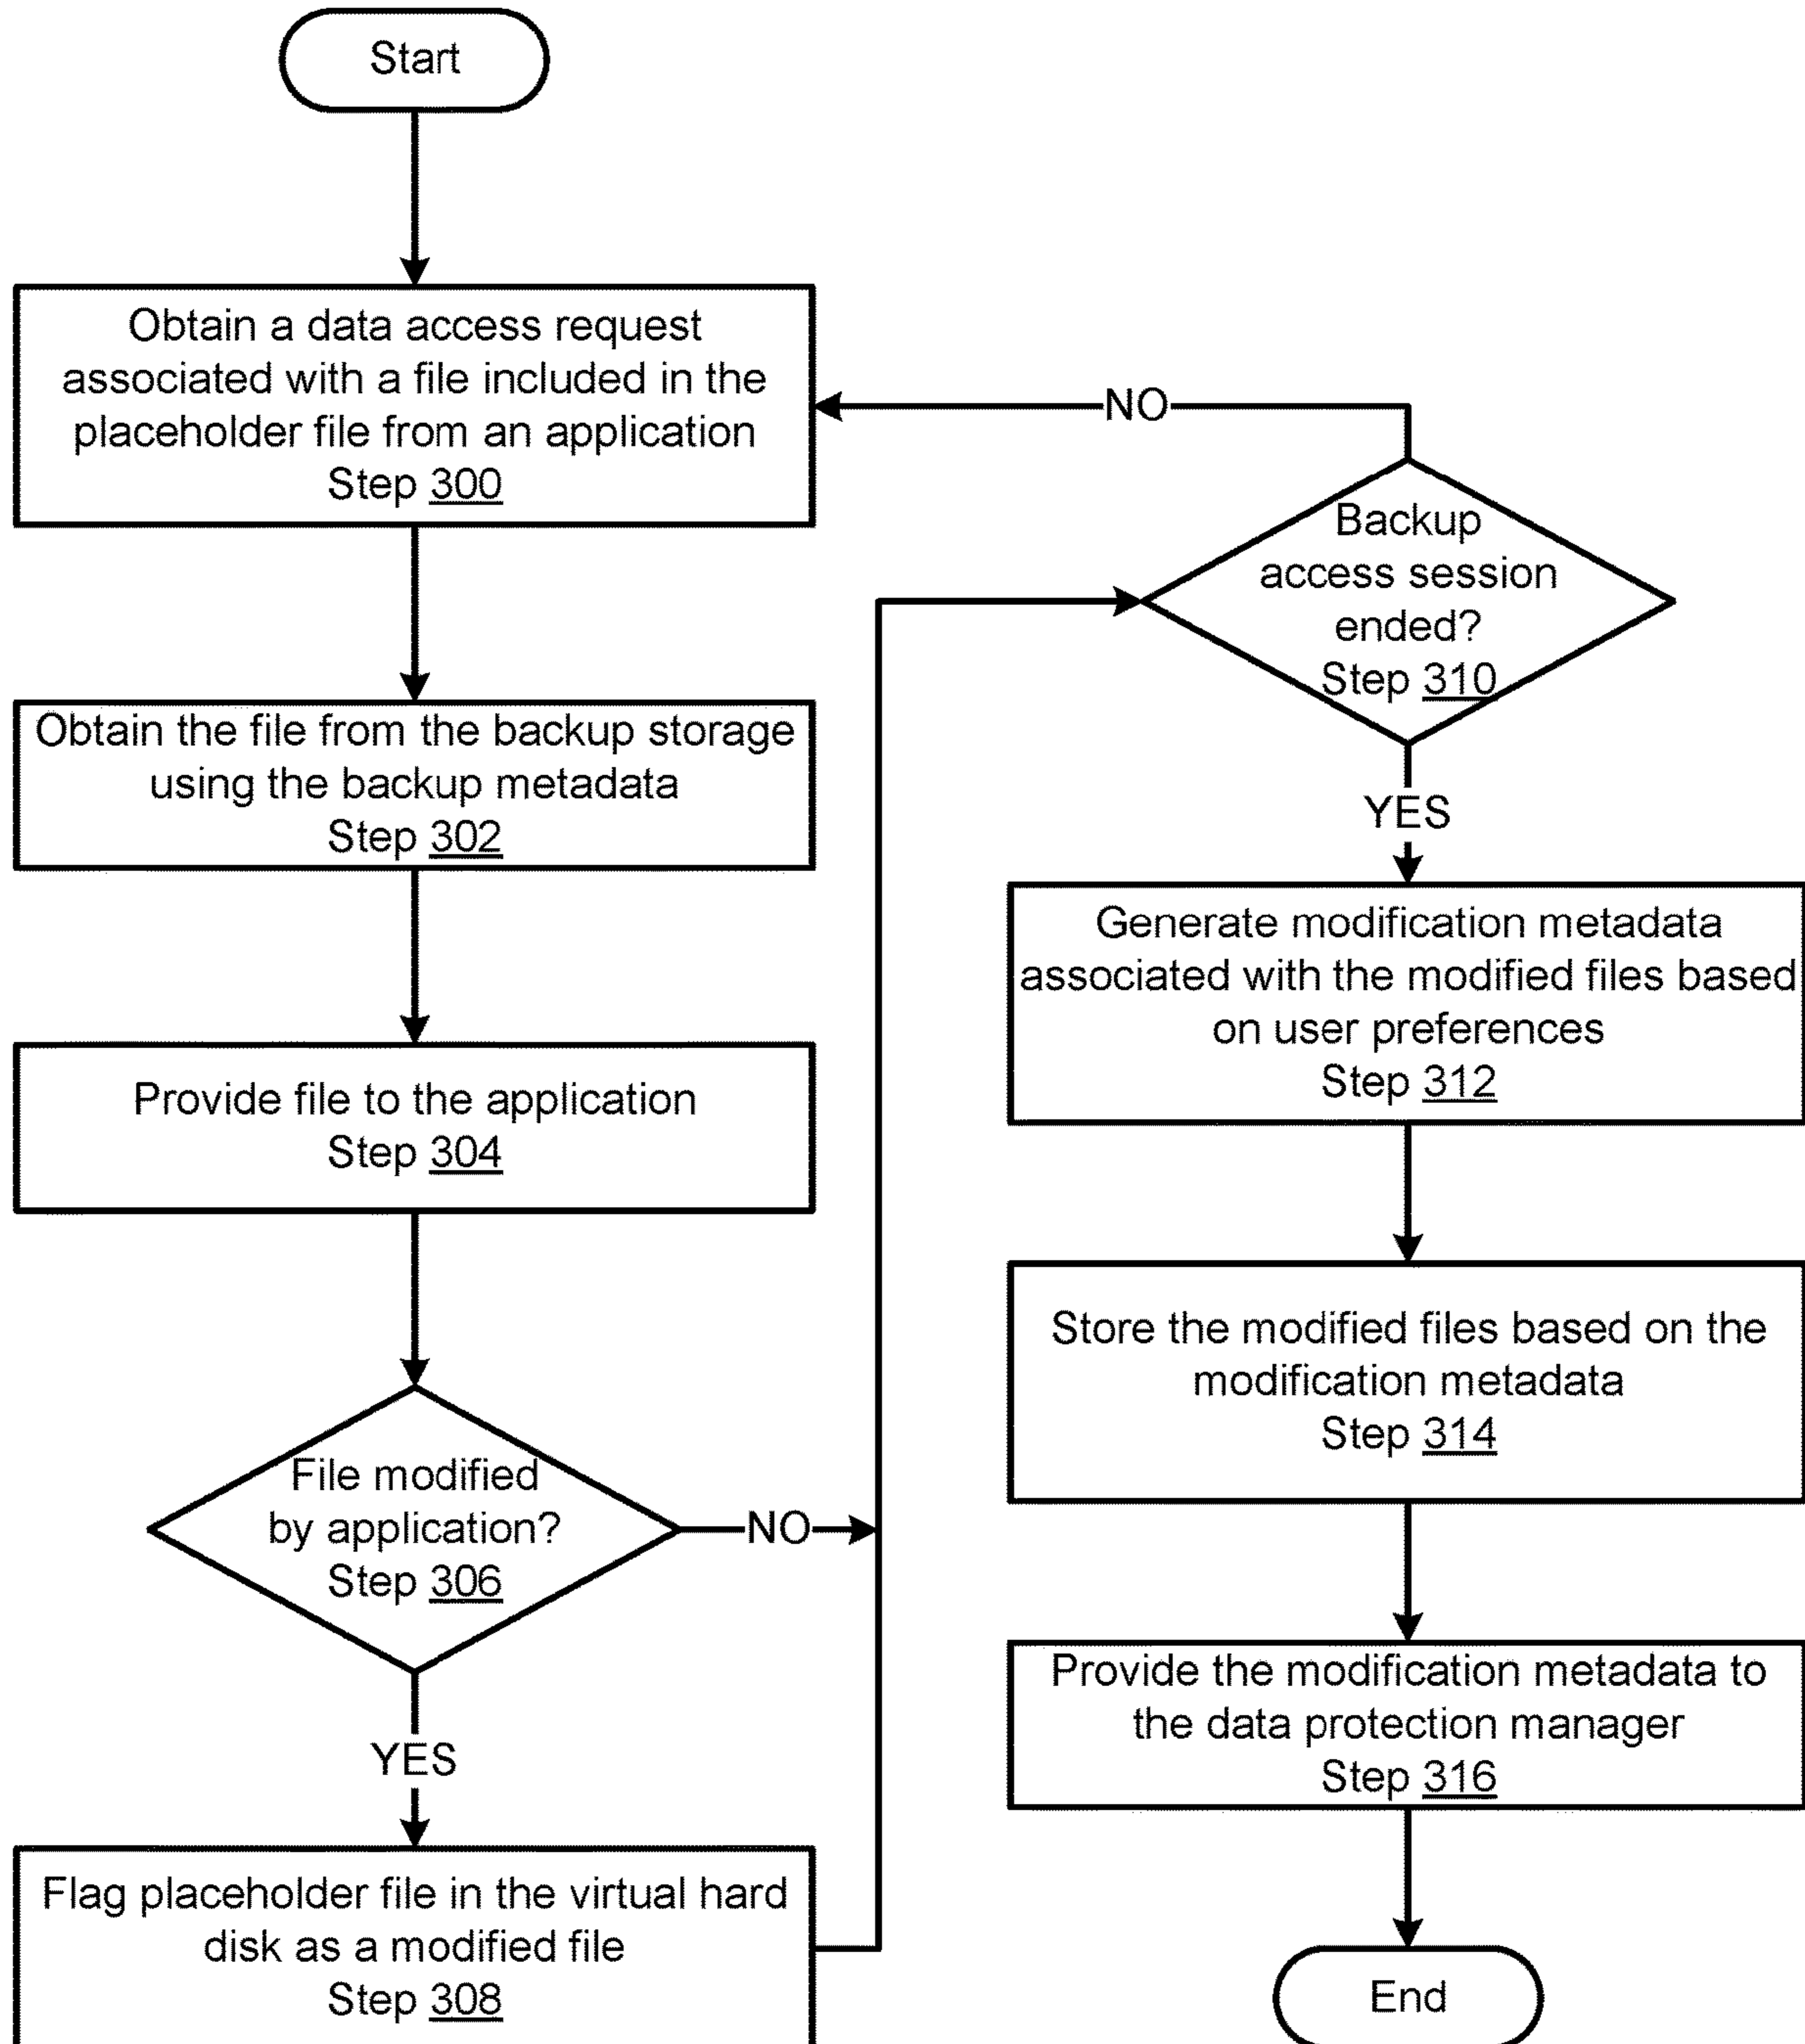 Start
Obtain a data access request
associated with a file included in the
placeholder file from an application
Step 300
Obtain the file from the backup storage
using the backup metadata
Step 302
Provide file to the application
Step 304
File modified
by application?
Step 306
NO
YES
Flag placeholder file in the virtual hard
disk as a modified file
Step 308
NO
Backup
access session
ended?
Step 310
YES
Generate modification metadata
associated with the modified files based
on user preferences
Step 312
Store the modified files based on the
modification metadata
Step 314
Provide the modification metadata to
the data protection manager
Step 316
End